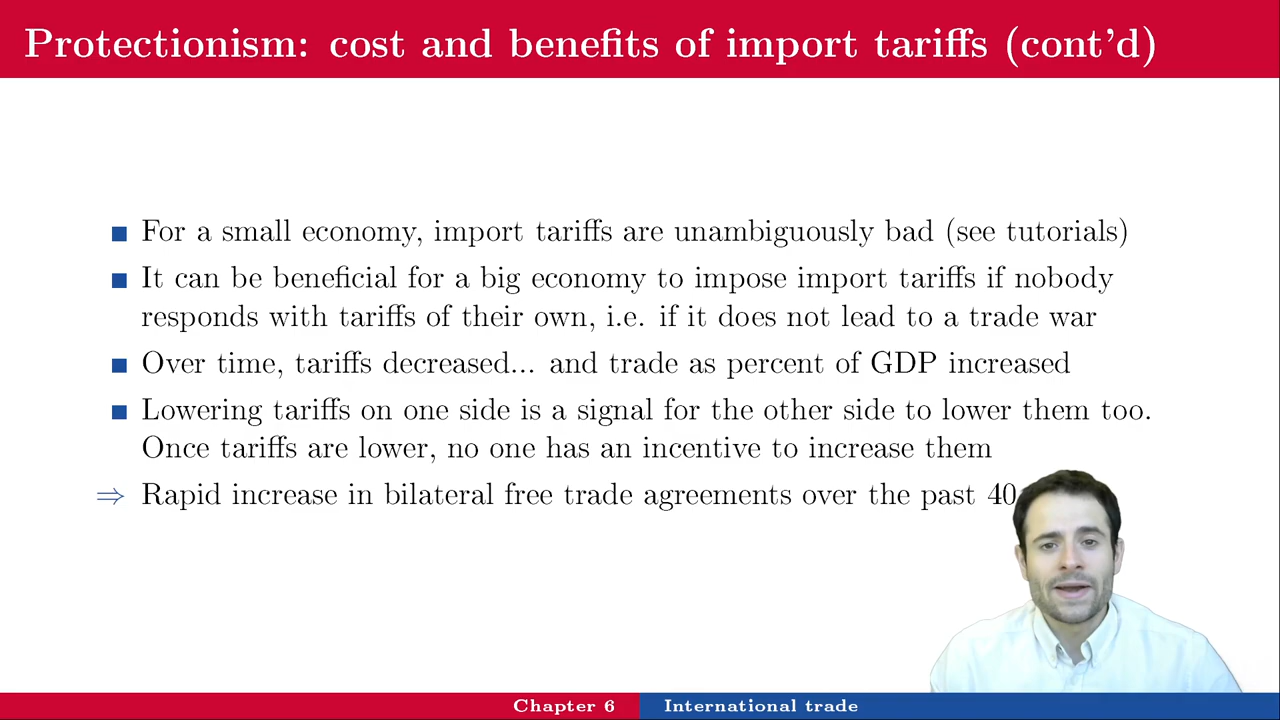 Protectionism: cost and benefits of import tariffs (cont'd)
For a small economy, import tariffs are unambiguously bad (see tutorials)
It can be beneficial for a big economy to impose import tariffs if nobody
responds with tariffs of their own, i.e. if it does not lead to a trade war
Over time, tariffs decreased... and trade as percent of GDP increased
Lowering tariffs on one side is a signal for the other side to lower them too.
Once tariffs are lower, no one has an incentive to increase them
⇒ Rapid increase in bilateral free trade agreements over the past 40
Chapter 6
International trade